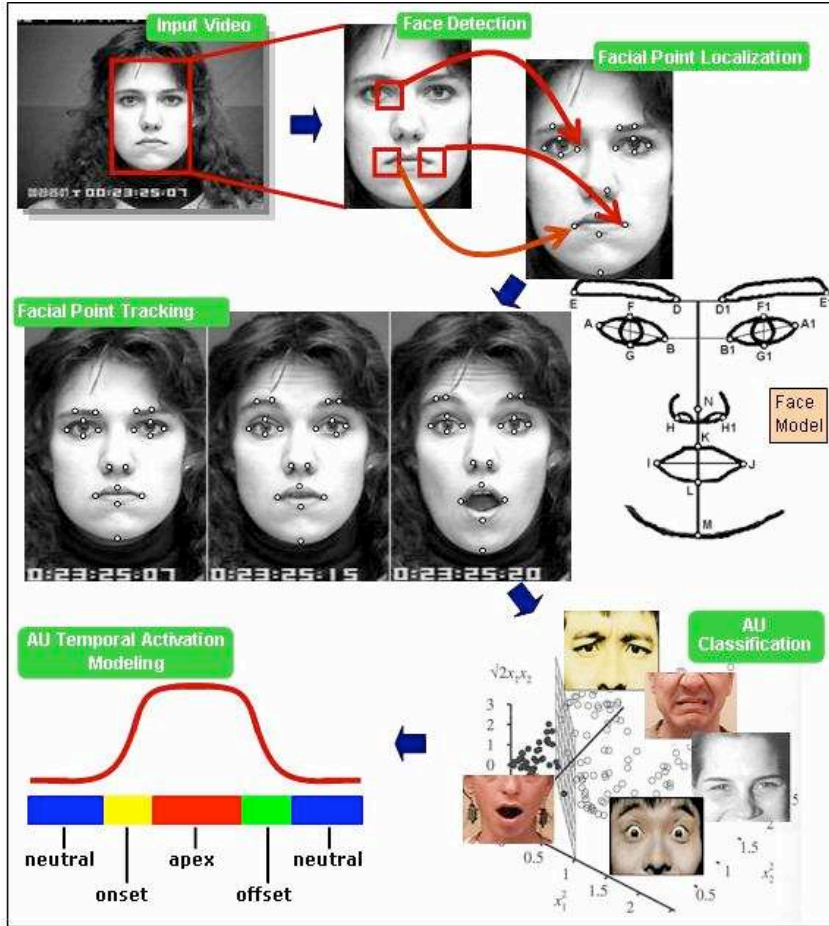 Input Video
Face Detection
Facial Point Localization
T 00:23:25:07
Facial Point Tracking
E
D
D1
E
F
F1
A
A1
B
B1
G
G1
N
Face
Model
H
H1
K
I
J
L
M
0:23:25:07
0:23:25:15
0:23:25:20
AU Temporal Activation
Modeling
AU
Classification
√2x₁x₂
3
2
1
0
5
2
1.5
1
0.5
x₂²
0.5
1
1.5
2
x₁²
neutral
apex
neutral
onset
offset